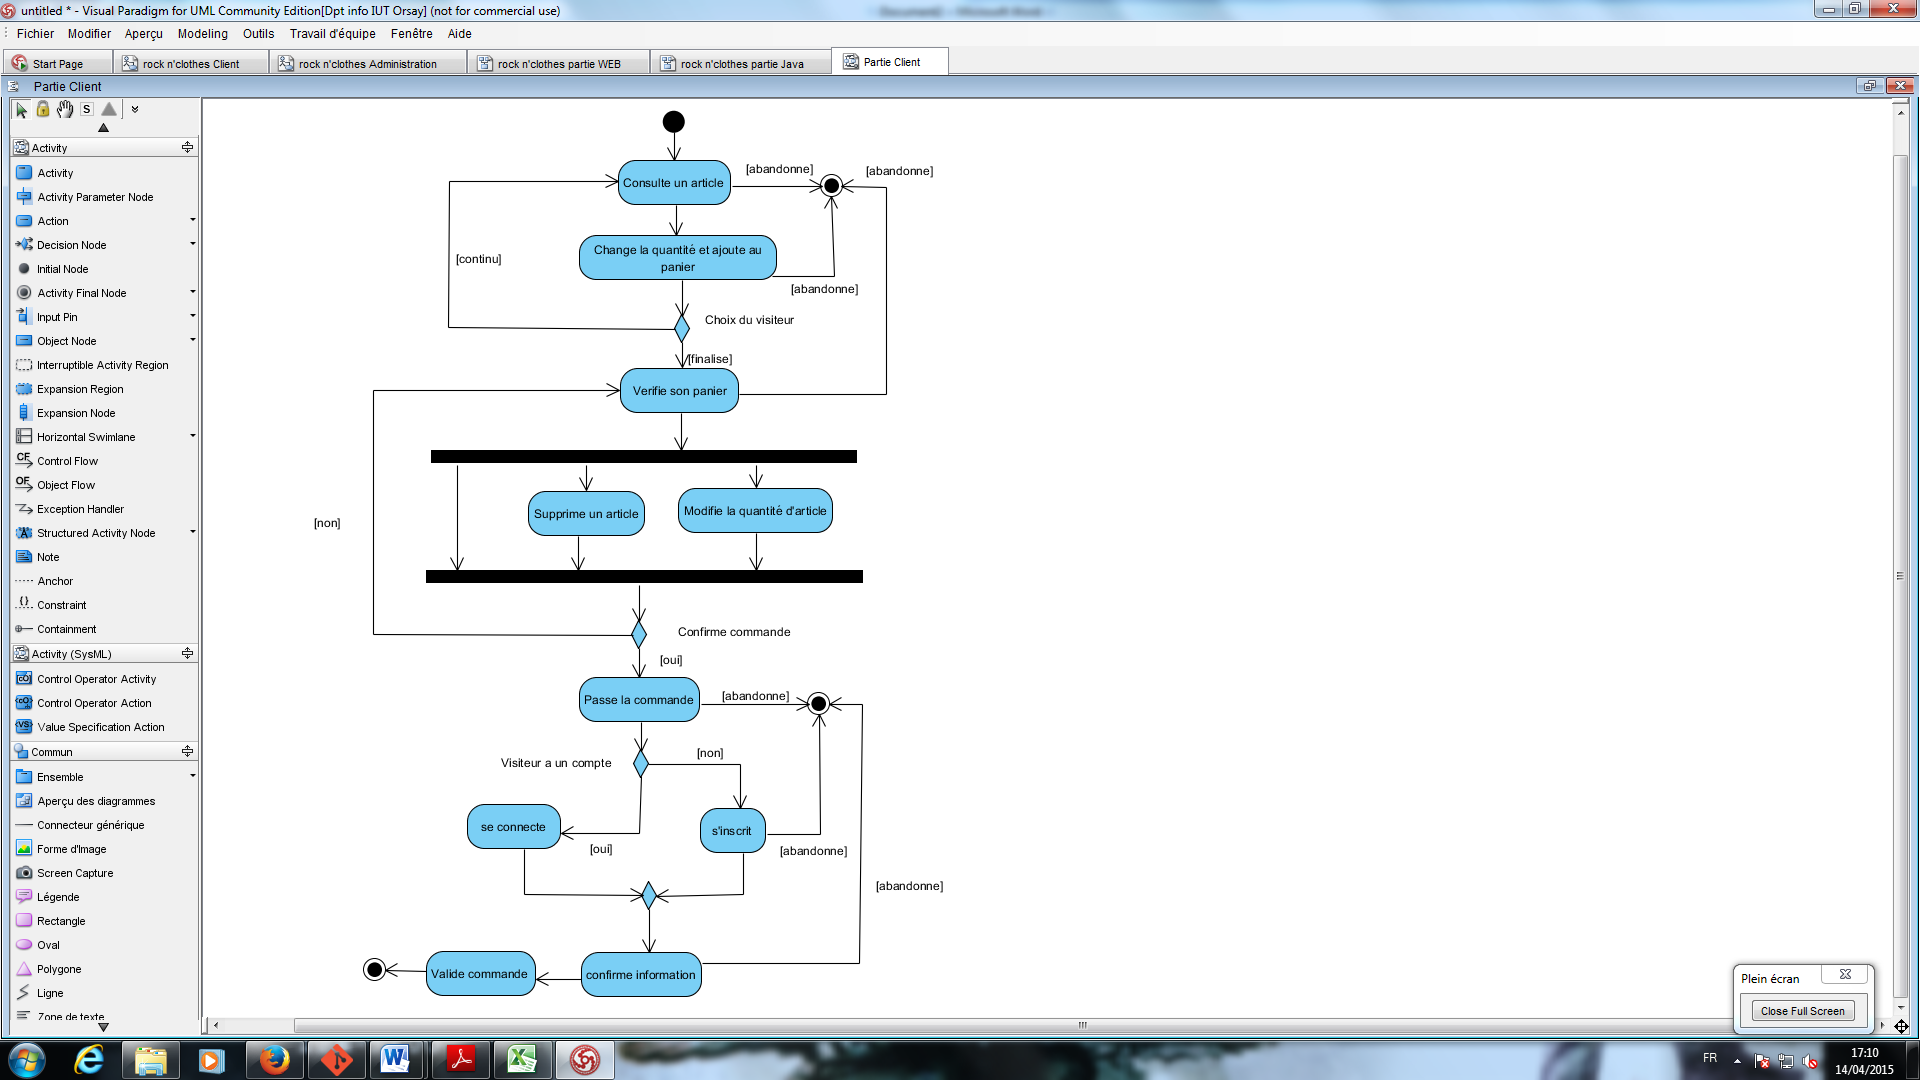 untitled * - Visual Paradigm for UML Community Edition[Dpt info IUT Orsay] (not for commercial use)
Fichier Modifier Aperçu Modeling Outils Travail d'équipe Fenêtre Aide
Start Page rock n'clothes Client rock n'clothes Administration rock n'clothes partie WEB rock n'clothes partie Java Partie Client
Partie Client
S
Activity
Activity
Activity Parameter Node
Action
Decision Node
Initial Node
Activity Final Node
Input Pin
Object Node
Interruptible Activity Region
Expansion Region
Expansion Node
Horizontal Swimlane
CF Control Flow
OF Object Flow
Exception Handler
Structured Activity Node
Note
Anchor
Constraint
Containment
Activity (SysML)
Control Operator Activity
Control Operator Action
Value Specification Action
Commun
Ensemble
Aperçu des diagrammes
Connecteur générique
Forme d'Image
Screen Capture
Légende
Rectangle
Oval
Polygone
Ligne
Zone de texte
[abandonne] [abandonne]
Consulte un article
Change la quantité et ajoute au
panier
[continu]
[abandonne]
Choix du visiteur
[finalise]
Verifie son panier
Supprime un article
Modifie la quantité d'article
[non]
Confirme commande
[oui]
Passe la commande
[abandonne]
Visiteur a un compte
[non]
se connecte
s'inscrit
[oui]
[abandonne]
[abandonne]
Valide commande
confirme information
Plein écran
Close Full Screen
FR
17:10
14/04/2015